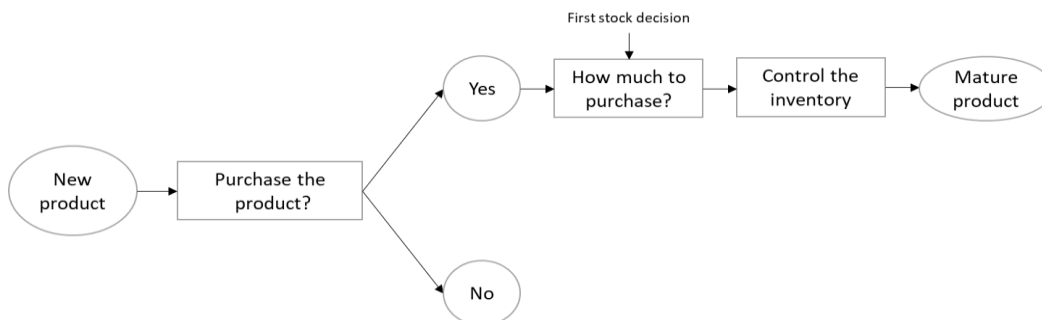 First stock decision
Yes
How much to
purchase?
Control the
inventory
Mature
product
New
product
Purchase the
product?
No